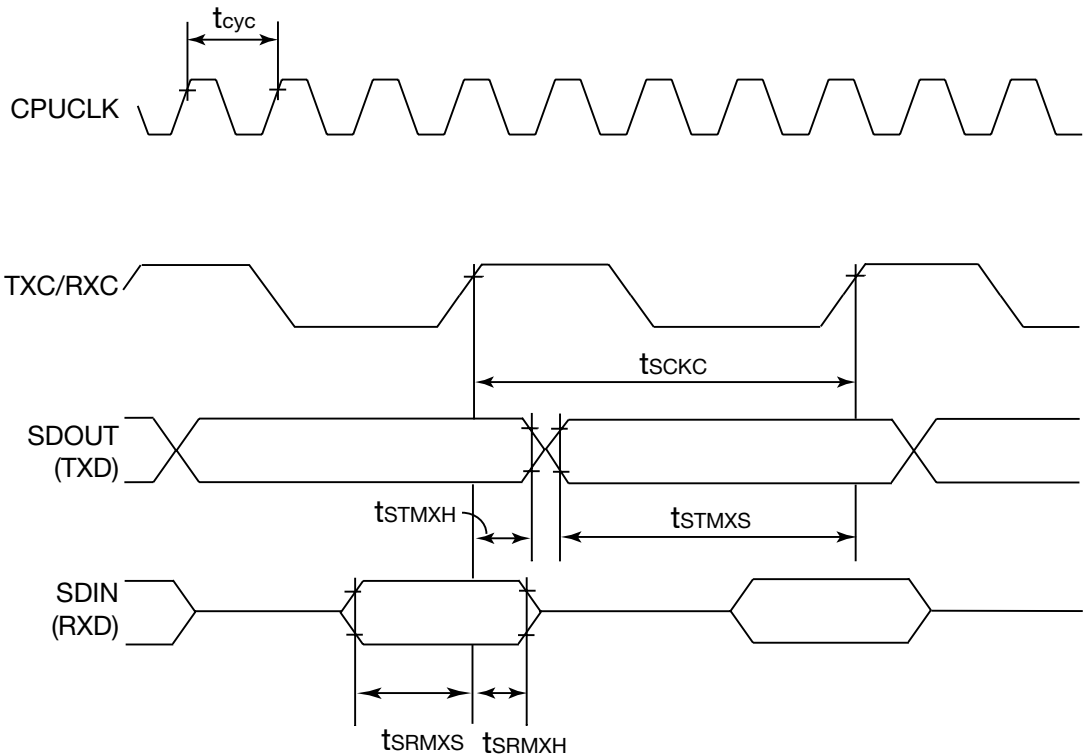 tcyc
CPUCLK
TXC/RXC
tSCKC
SDOUT
(TXD)
tSTMXH
tSTMXS
SDIN
(RXD)
tSRMXS
tSRMXH